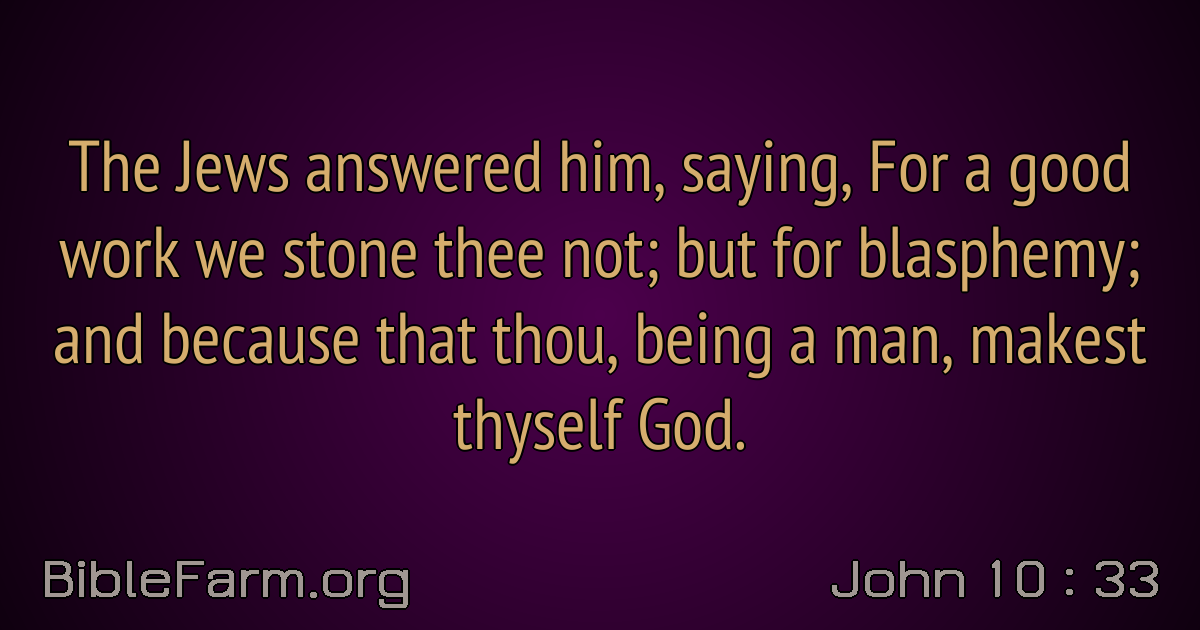 The Jews answered him, saying, For a good
work we stone thee not; but for blasphemy;
and because that thou, being a man, makest
thyself God.
BibleFarm.org
John 10 : 33